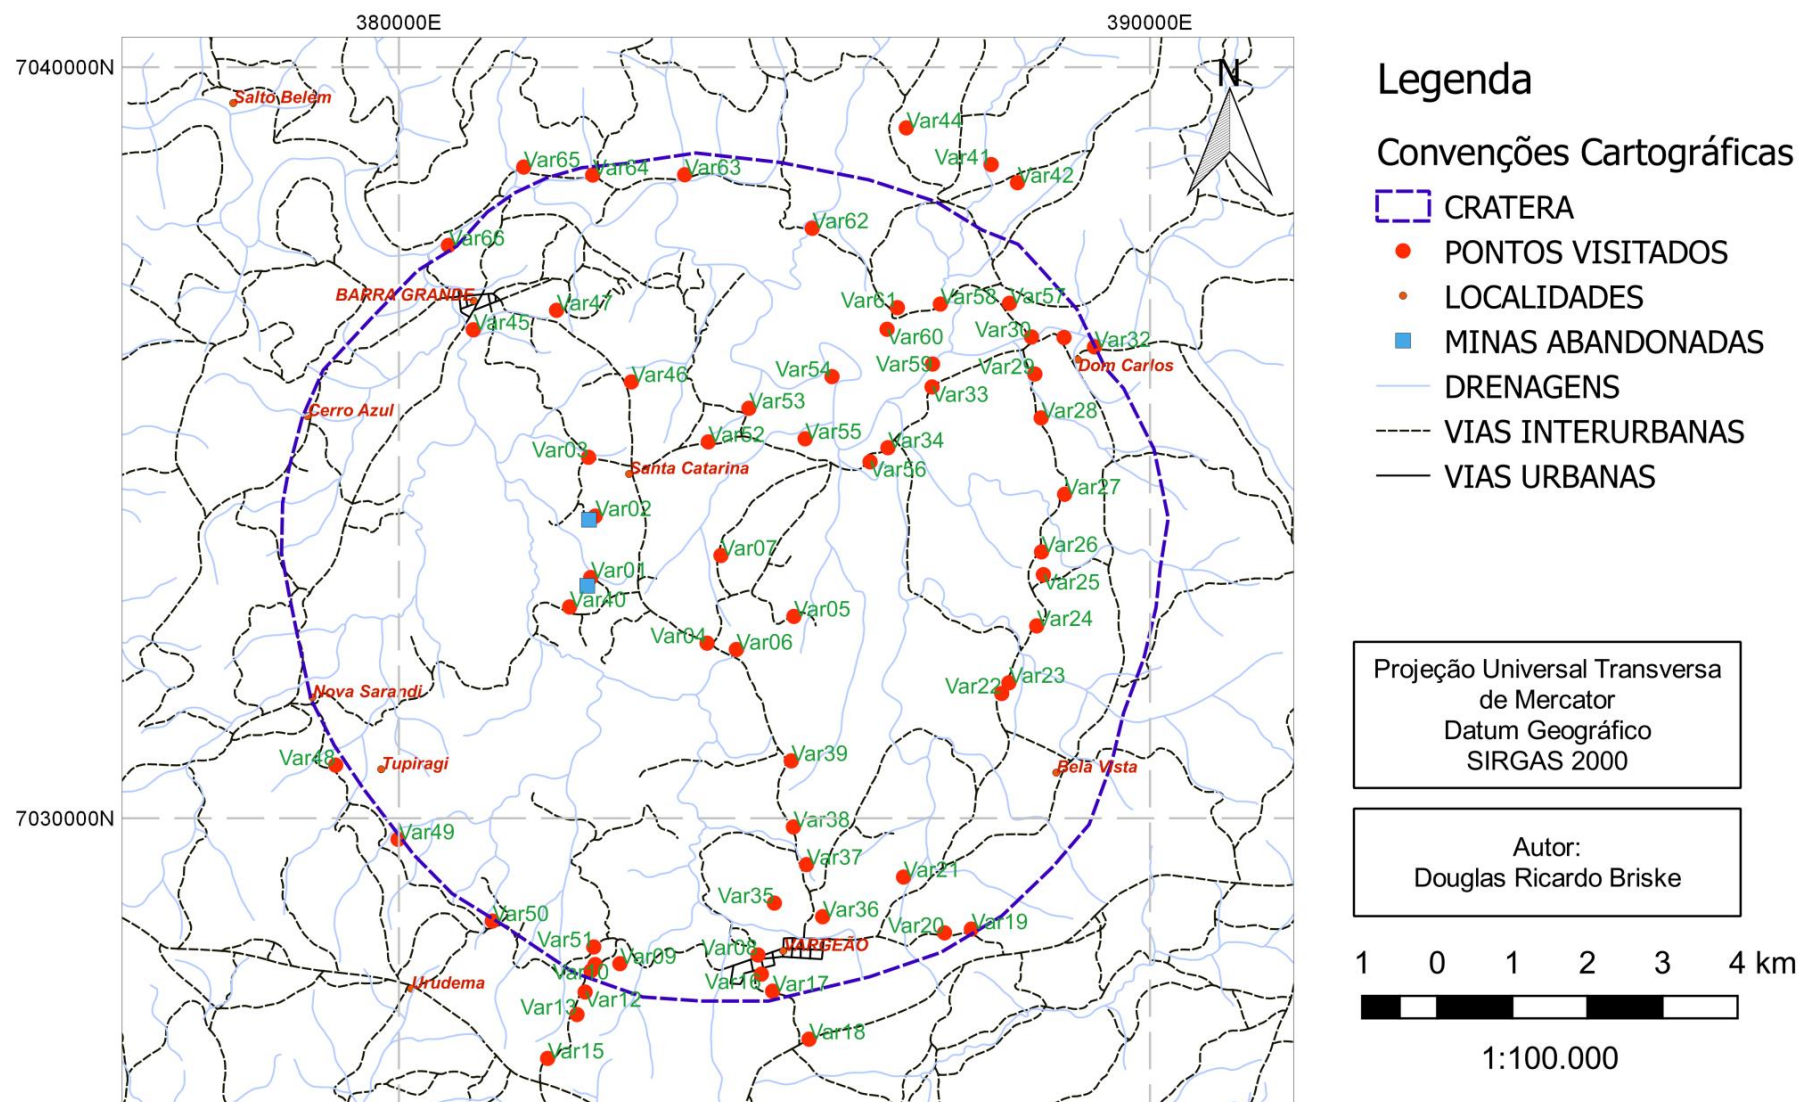 380000E
390000E
7040000N
Salto Belém
N
Var44
Var65
Var64
Var63
Var41
Var42
Var62
Var66
BARRA GRANDE
Var47
Var45
Var61
Var58
Var57
Var60
Var30
Var32
Var59
Var29
Dom Carlos
Var54
Var46
Var33
Cerro Azul
Var53
Var28
Var52
Var55
Var34
Var03
Santa Catarina
Var56
Var27
Var02
Var07
Var26
Var01
Var25
Var40
Var05
Var24
Var04
Var06
Var23
Var22
Nova Sarandi
Var48
Tupiragi
Var39
Bela Vista
7030000N
Var38
Var49
Var37
Var21
Var35
Var50
Var36
Var20
Var19
Var51
Var08
VARGEÃO
Var09
Var10
Var16
Var17
Urudema
Var12
Var13
Var18
Var15
Legenda
Convenções Cartográficas
CRATERA
PONTOS VISITADOS
LOCALIDADES
MINAS ABANDONADAS
DRENAGENS
VIAS INTERURBANAS
VIAS URBANAS
Projeção Universal Transversa
de Mercator
Datum Geográfico
SIRGAS 2000
Autor:
Douglas Ricardo Briske
1 0 1 2 3 4 km
1:100.000